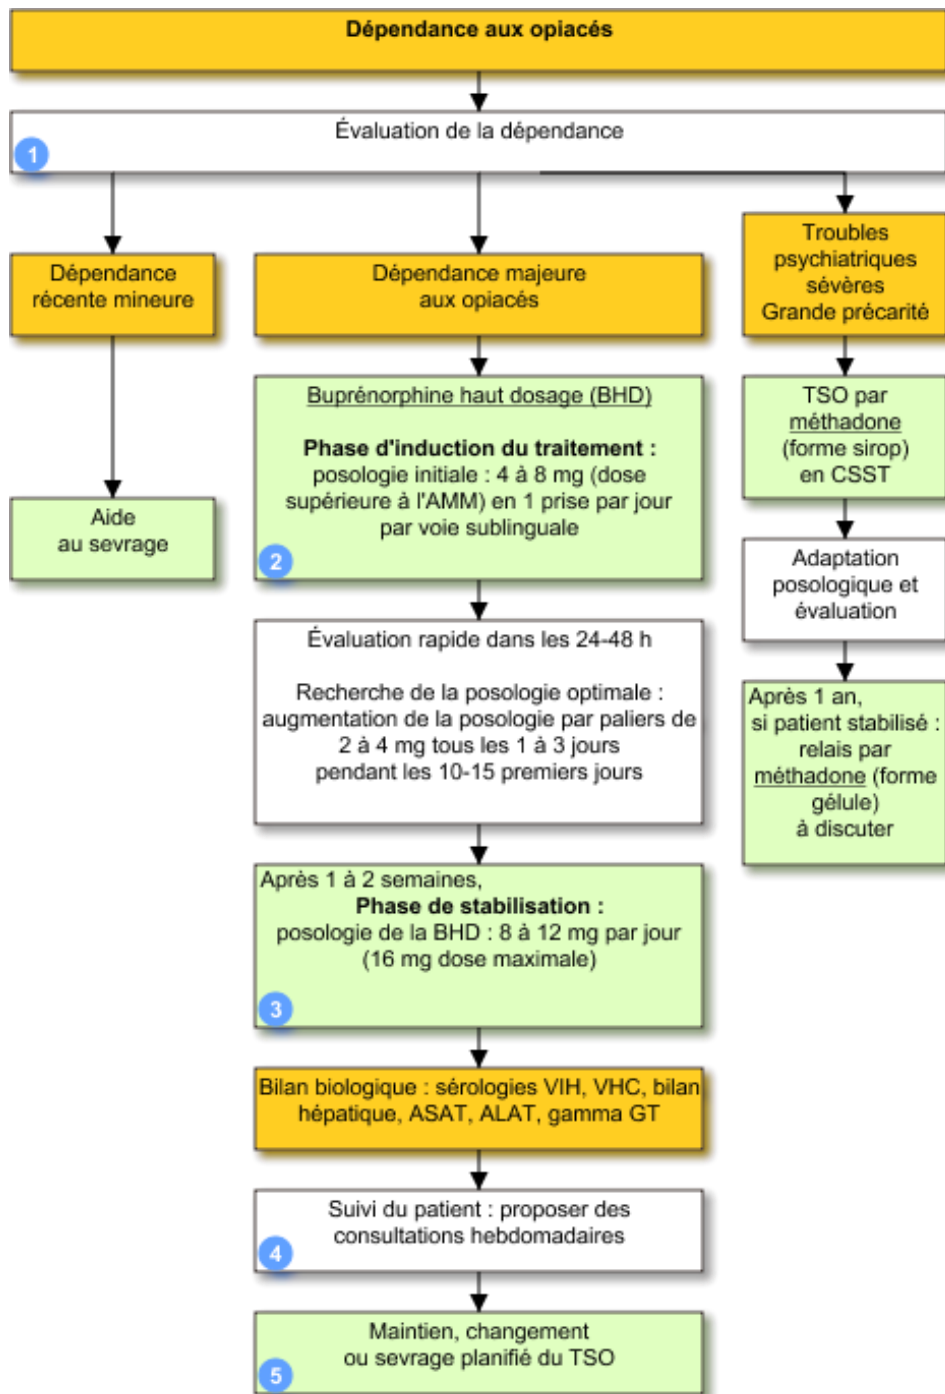 Dépendance aux opiacés
Évaluation de la dépendance
1
Dépendance
récente mineure
Aide
au sevrage
Dépendance majeure
aux opiacés
Buprénorphine haut dosage (BHD)
Phase d'induction du traitement :
posologie initiale : 4 à 8 mg (dose
supérieure à l'AMM) en 1 prise par jour
par voie sublinguale
2
Évaluation rapide dans les 24-48 h
Recherche de la posologie optimale :
augmentation de la posologie par paliers de
2 à 4 mg tous les 1 à 3 jours
pendant les 10-15 premiers jours
Après 1 à 2 semaines,
Phase de stabilisation :
posologie de la BHD : 8 à 12 mg par jour
(16 mg dose maximale)
3
Bilan biologique : sérologies VIH, VHC, bilan
hépatique, ASAT, ALAT, gamma GT
Suivi du patient : proposer des
consultations hebdomadaires
4
Maintien, changement
ou sevrage planifié du TSO
5
Troubles
psychiatriques
sévères
Grande précarité
TSO par
méthadone
(forme sirop)
en CSST
Adaptation
posologique et
évaluation
Après 1 an,
si patient stabilisé :
relais par
méthadone (forme
gélule)
à discuter